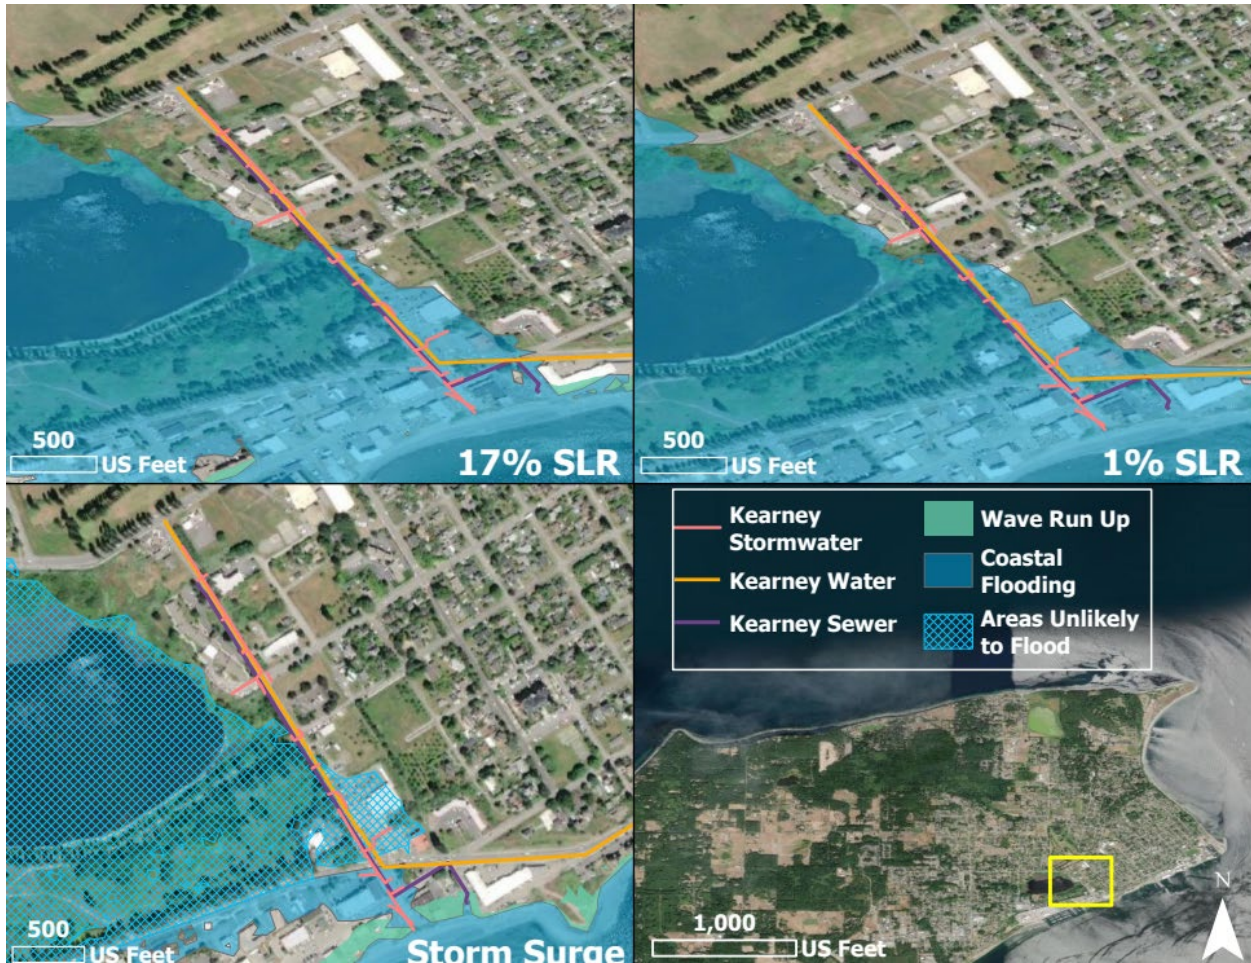 500
US Feet
17% SLR
500
US Feet
1% SLR
500
US Feet
Storm Surge
Kearney
Stormwater
Kearney Water
Kearney Sewer
Wave Run Up
Coastal
Flooding
Areas Unlikely
to Flood
1,000
US Feet
N